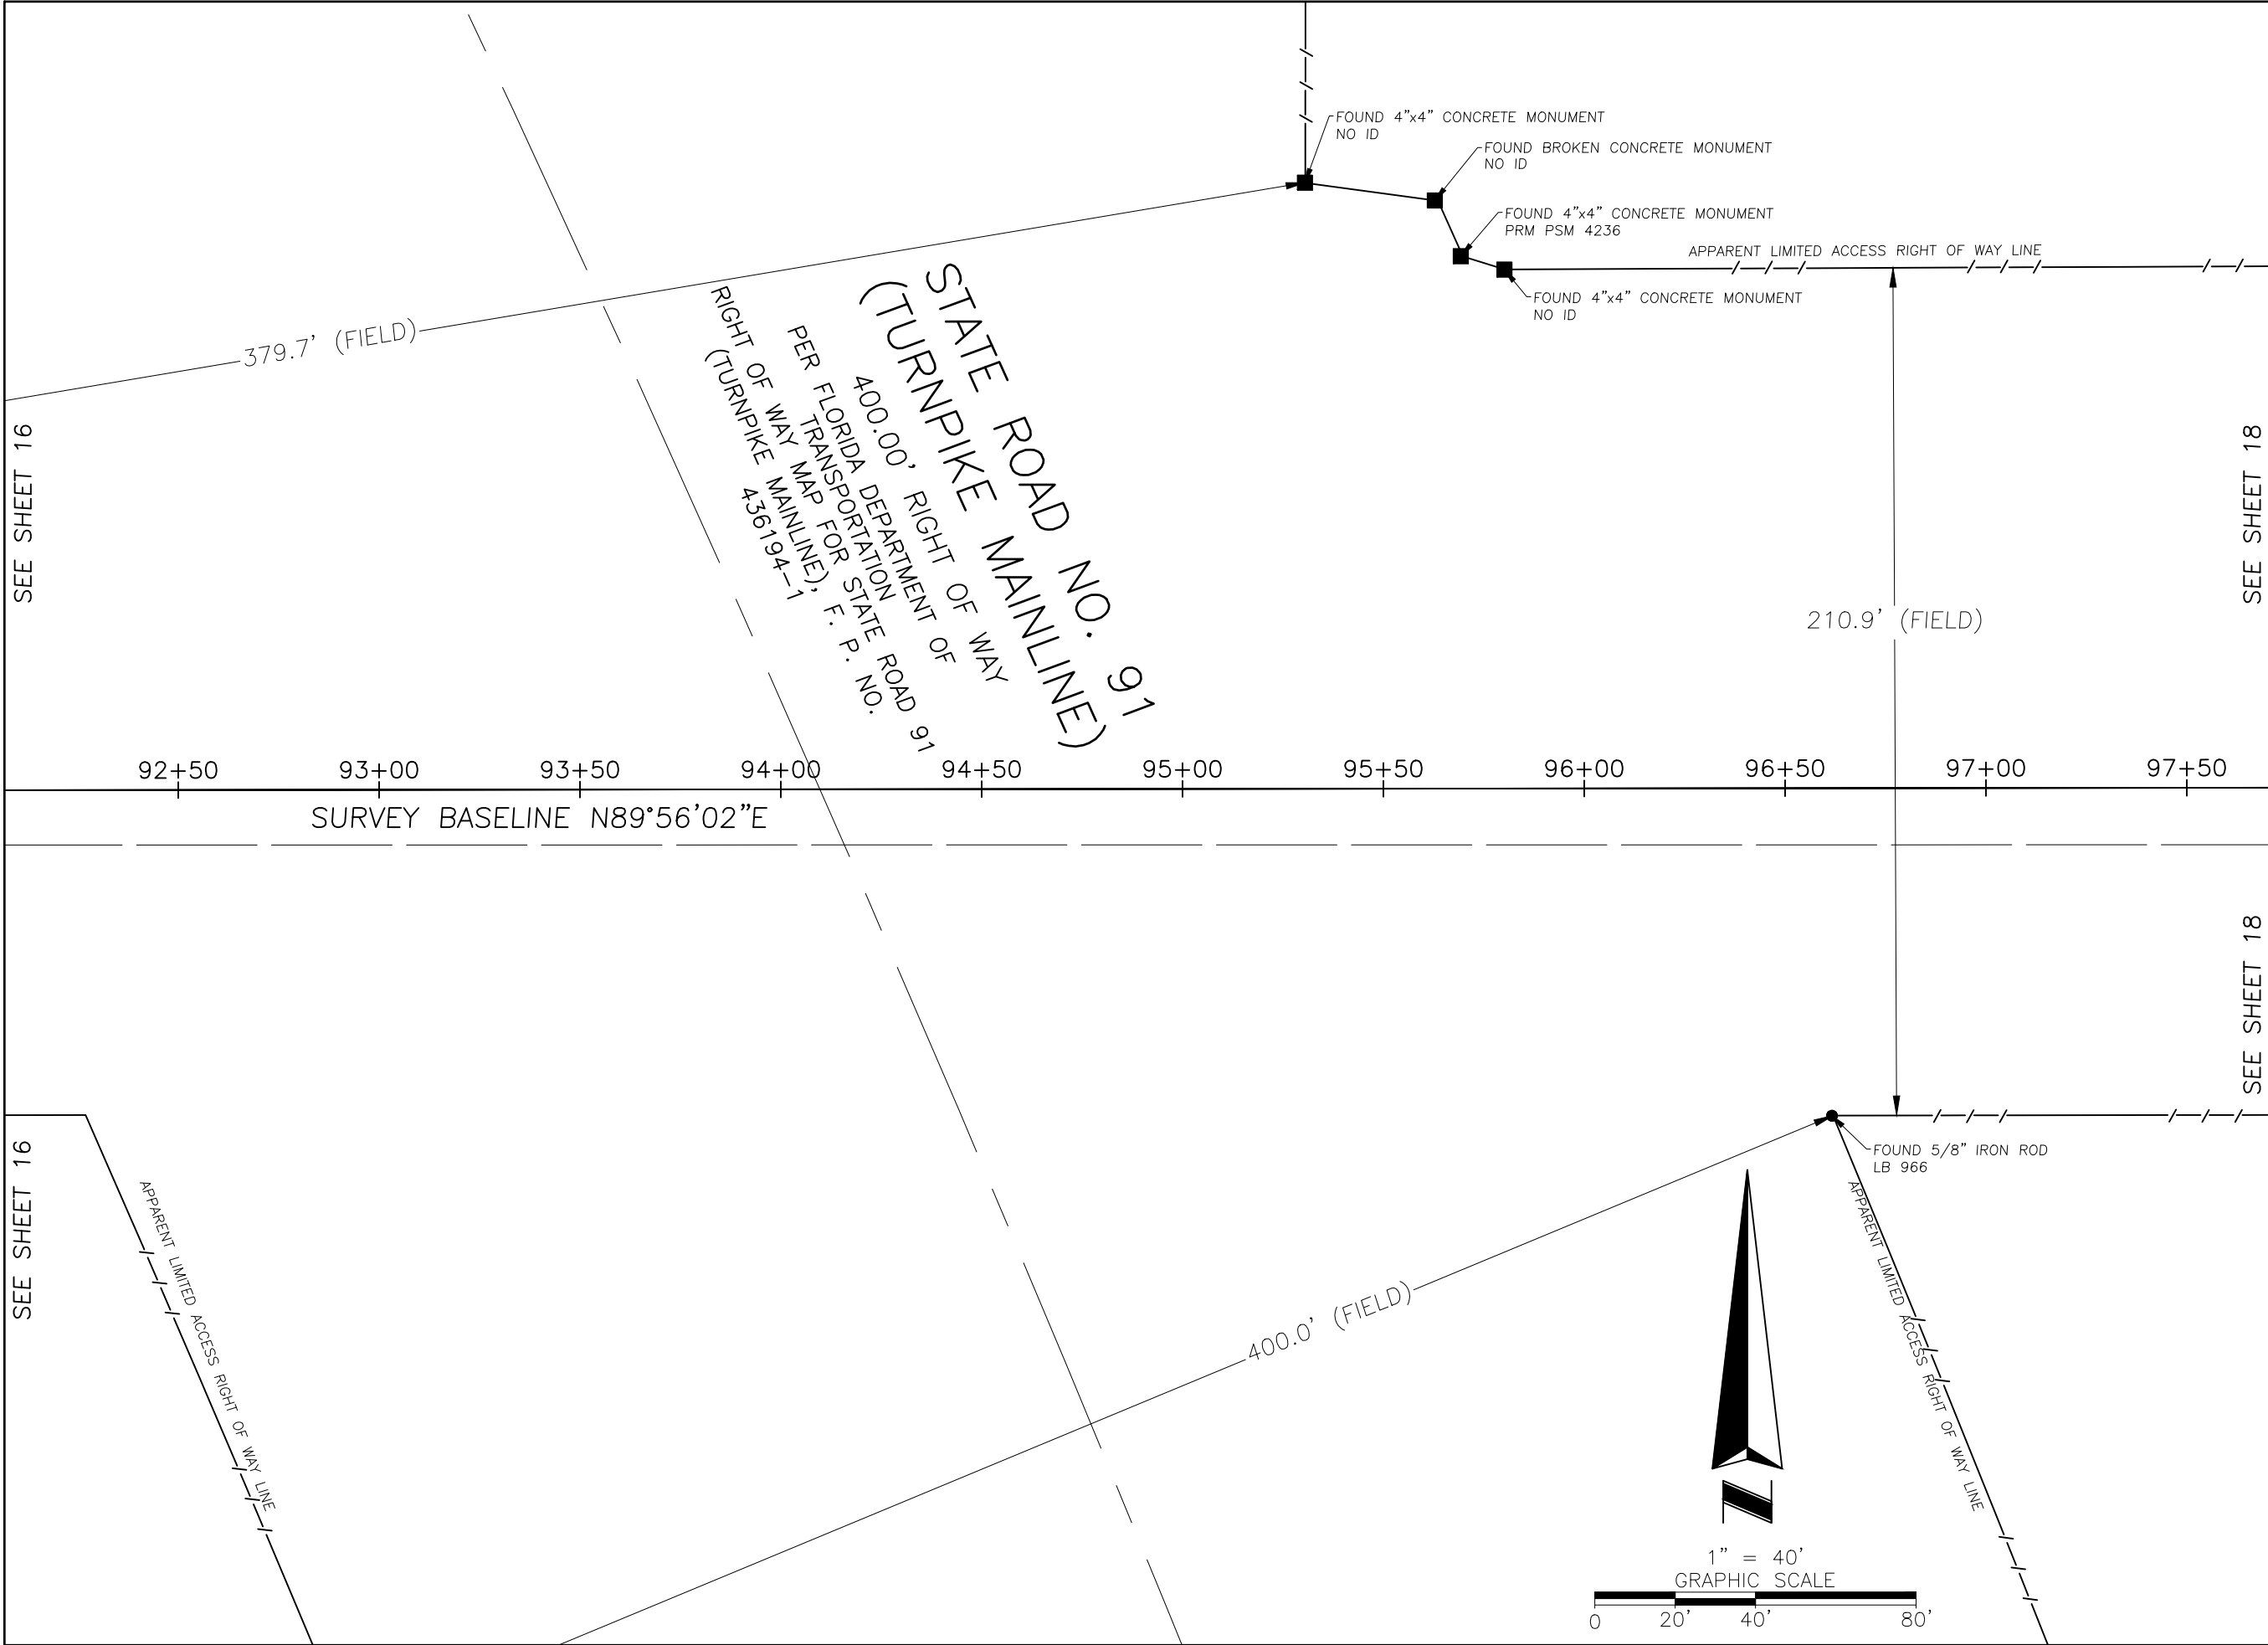 FOUND 4"x4" CONCRETE MONUMENT
NO ID
FOUND BROKEN CONCRETE MONUMENT
NO ID
FOUND 4"x4" CONCRETE MONUMENT
PRM PSM 4236
APPARENT LIMITED ACCESS RIGHT OF WAY LINE
FOUND 4"x4" CONCRETE MONUMENT
NO ID
379.7' (FIELD)
STATE ROAD NO. 91
(TURNPIKE MAINLINE)
400.00' RIGHT OF WAY
PER FLORIDA DEPARTMENT OF
TRANSPORTATION
RIGHT OF WAY MAP FOR STATE ROAD 91
(TURNPIKE MAINLINE), F. P. NO.
436194-1
SEE SHEET 16
SEE SHEET 18
210.9' (FIELD)
92+50 93+00 93+50 94+00 94+50 95+00 95+50 96+00 96+50 97+00 97+50
SURVEY BASELINE N89°56'02"E
SEE SHEET 18
SEE SHEET 16
APPARENT LIMITED ACCESS RIGHT OF WAY LINE
FOUND 5/8" IRON ROD
LB 966
APPARENT LIMITED ACCESS RIGHT OF WAY LINE
400.0' (FIELD)
N
1" = 40'
GRAPHIC SCALE
0 20' 40' 80'